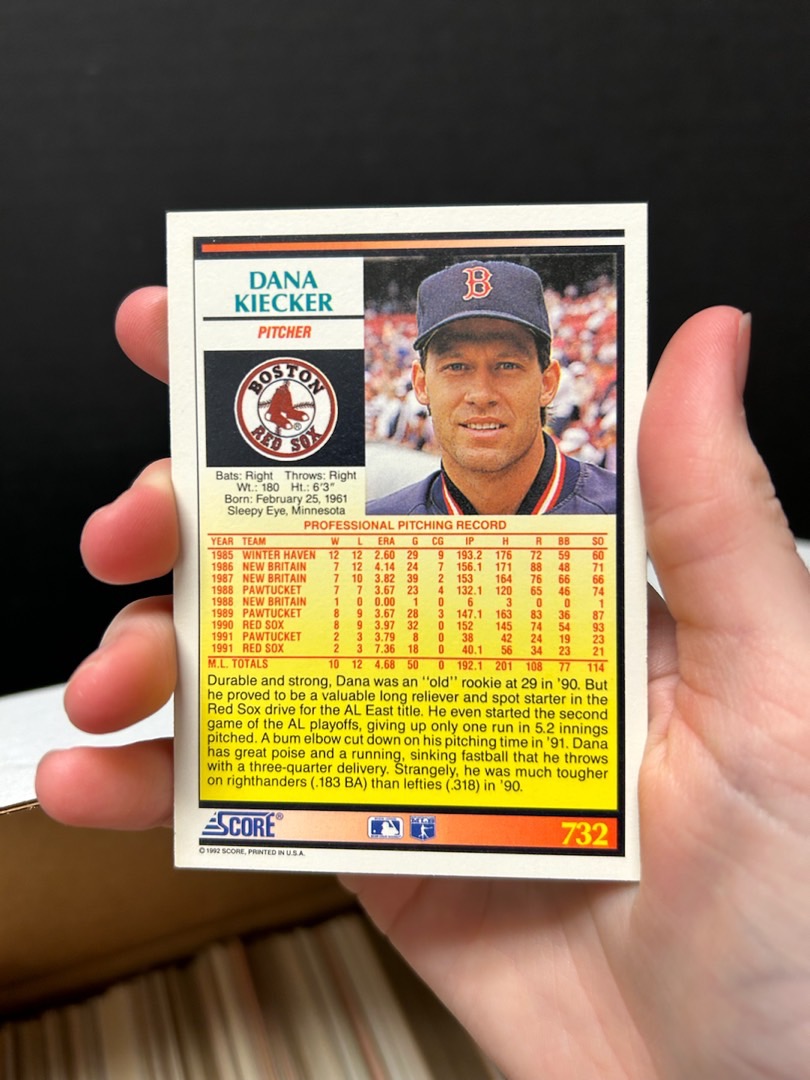 DANA
KIECKER
PITCHER
B
BOSTON
RED SOX®
Bats: Right Throws: Right
Wt.: 180 Ht.: 6'3"
Born: February 25, 1961
Sleepy Eye, Minnesota
PROFESSIONAL PITCHING RECORD
YEAR TEAM W L ERA G CG IP H R BB SO
1985 WINTER HAVEN 12 12 2.60 29 9 193.2 176 72 59 60
1986 NEW BRITAIN 7 12 4.14 24 7 156.1 171 88 48 71
1987 NEW BRITAIN 7 10 3.82 39 2 153 164 76 66 66
1988 PAWTUCKET 7 7 3.67 23 4 132.1 120 65 46 74
1988 NEW BRITAIN 1 0 0.00 1 0 6 3 0 0 1
1989 PAWTUCKET 8 9 3.67 28 3 147.1 163 83 36 87
1990 RED SOX 8 9 3.97 32 0 152 145 74 54 93
1991 PAWTUCKET 2 3 3.79 8 0 38 42 24 19 23
1991 RED SOX 2 3 7.36 18 0 40.1 56 34 23 21
M.L. TOTALS 10 12 4.68 50 0 192.1 201 108 77 114
Durable and strong, Dana was an "old" rookie at 29 in '90. But
he proved to be a valuable long reliever and spot starter in the
Red Sox drive for the AL East title. He even started the second
game of the AL playoffs, giving up only one run in 5.2 innings
pitched. A bum elbow cut down on his pitching time in '91. Dana
has great poise and a running, sinking fastball that he throws
with a three-quarter delivery. Strangely, he was much tougher
on righthanders (.183 BA) than lefties (.318) in '90.
SCORE® 732
© 1992 SCORE, PRINTED IN U.S.A.